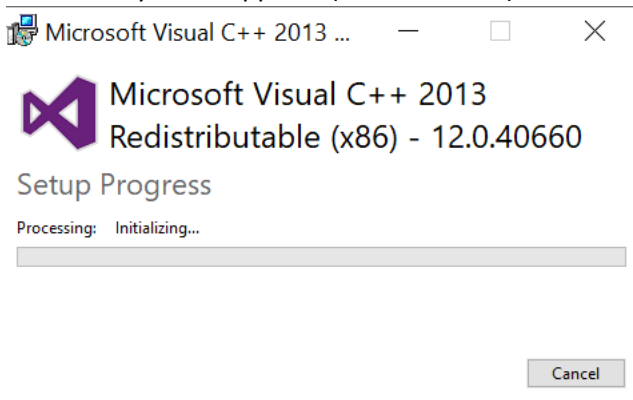 Microsoft Visual C++ 2013 ...
Microsoft Visual C++ 2013
Redistributable (x86) - 12.0.40660
Setup Progress
Processing: Initializing...
Cancel